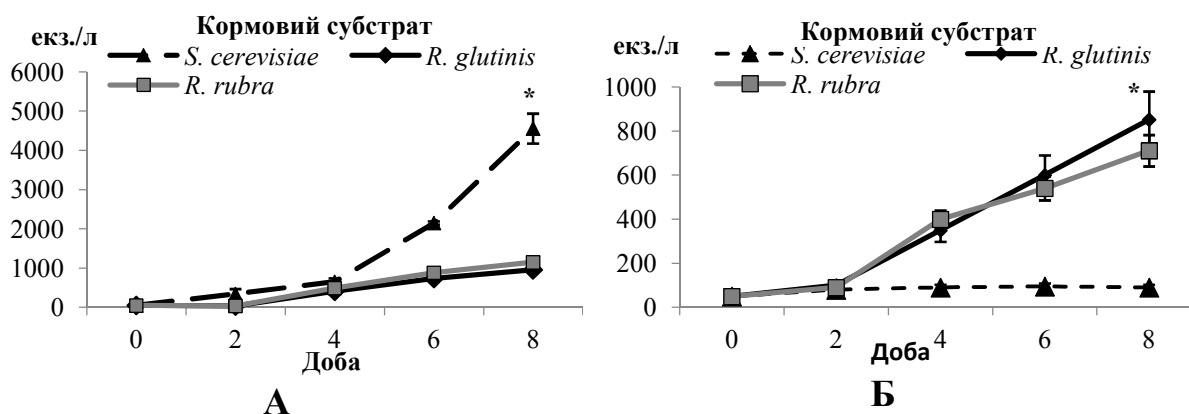 Кормовий субстрат
екз./л
S. cerevisiae
R. glutinis
R. rubra
6000
5000
4000
3000
2000
1000
0
*
0 2 4 6 8
Доба
А
Кормовий субстрат
екз./л
S. cerevisiae
R. glutinis
R. rubra
1000
800
600
400
200
0
*
0 2 4 6 8
Доба
Б